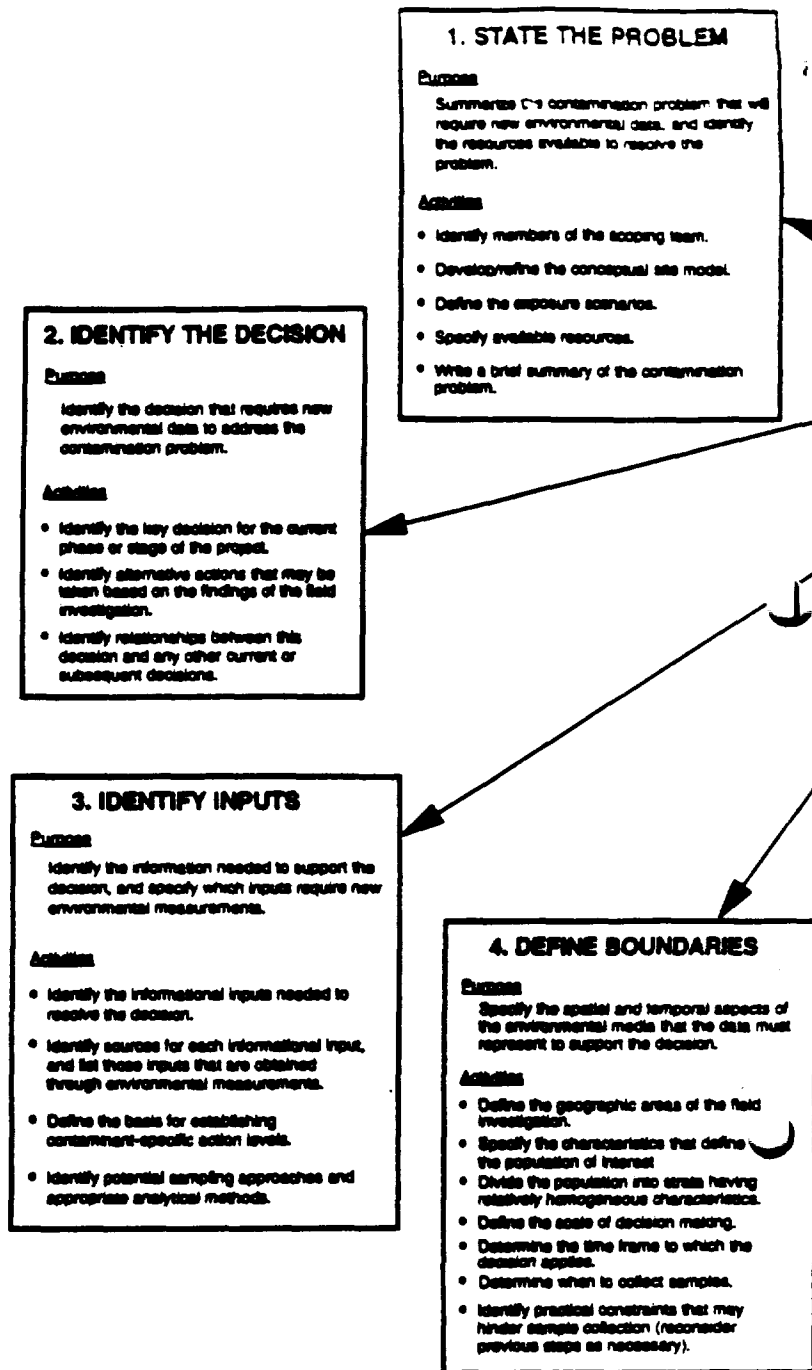 1. STATE THE PROBLEM
Purpose
Summarize the contamination problem that will
require new environmental data, and identify
the resources available to resolve the
problem.
Activities
• Identify members of the scoping team.
• Develop/refine the conceptual site model.
• Define the exposure scenarios.
• Specify available resources.
• Write a brief summary of the contamination
problem.
2. IDENTIFY THE DECISION
Purpose
Identify the decision that requires new
environmental data to address the
contamination problem.
Activities
• Identify the key decision for the current
phase or stage of the project.
• Identify alternative actions that may be
taken based on the findings of the field
investigation.
• Identify relationships between this
decision and any other current or
subsequent decisions.
3. IDENTIFY INPUTS
Purpose
Identify the information needed to support the
decision, and specify which inputs require new
environmental measurements.
Activities
• Identify the informational inputs needed to
resolve the decision.
• Identify sources for each informational input,
and list those inputs that are obtained
through environmental measurements.
• Define the basis for establishing
contaminant-specific action levels.
• Identify potential sampling approaches and
appropriate analytical methods.
4. DEFINE BOUNDARIES
Purpose
Specify the spatial and temporal aspects of
the environmental media that the data must
represent to support the decision.
Activities
• Define the geographic areas of the field
investigation.
• Specify the characteristics that define
the population of interest
• Divide the population into strata having
relatively homogeneous characteristics.
• Define the scale of decision making.
• Determine the time frame to which the
decision applies.
• Determine when to collect samples.
• Identify practical constraints that may
hinder sample collection (reconsider
previous steps as necessary).